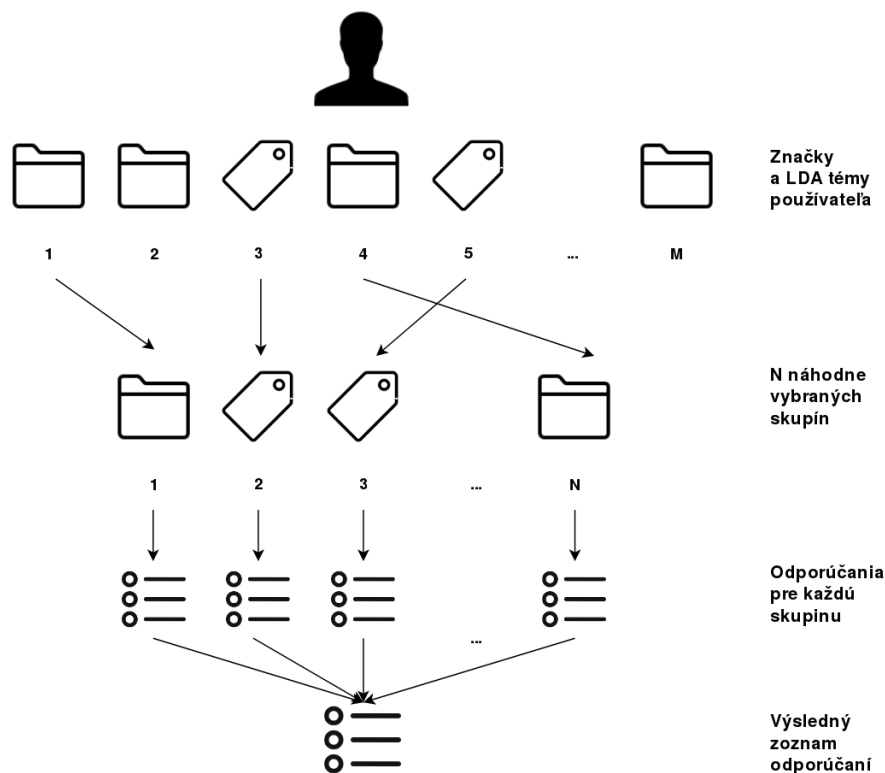 Značky
a LDA témy
používateľa
1 2 3 4 5 ... M
N náhodne
vybraných
skupín
1 2 3 ... N
Odporúčania
pre každú
skupinu
...
Výsledný
zoznam
odporúčaní